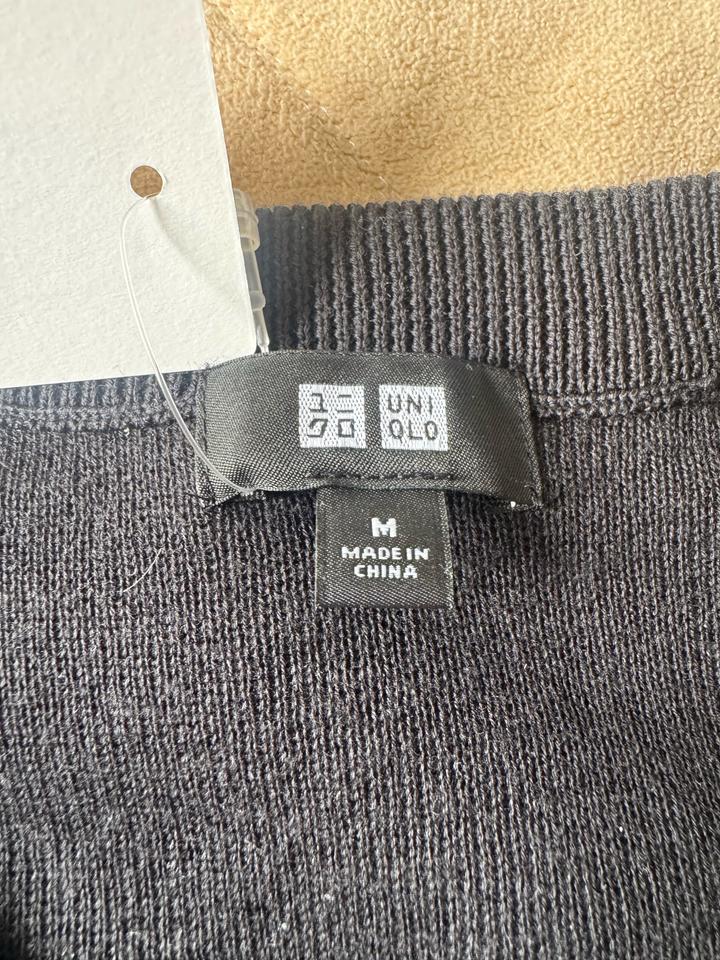 ユニ UNI
クロ QLO
M
MADE IN
CHINA